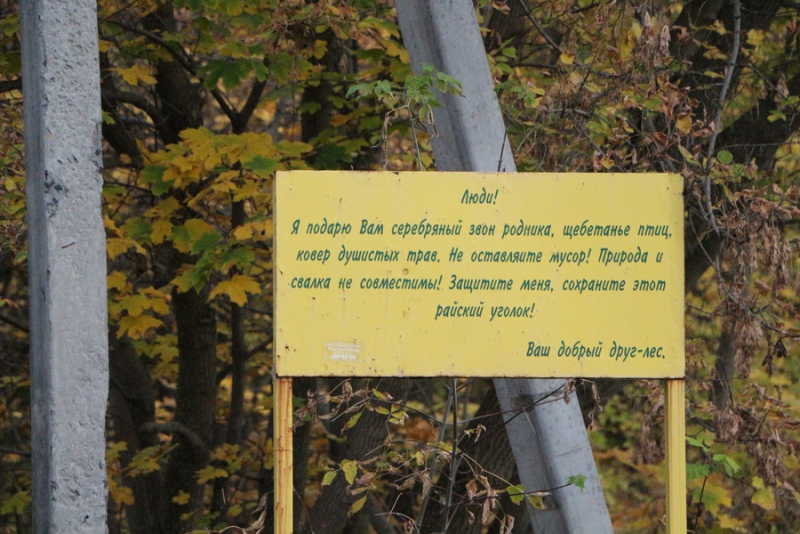 Люди!
Я подарю Вам серебряный звон родника, щебетанье птиц,
ковер душистых трав. Не оставляите мусор! Природа и
свалка не совместимы! Защитите меня, сохраните этот
райский уголок!
Ваш добрый друг-лес.